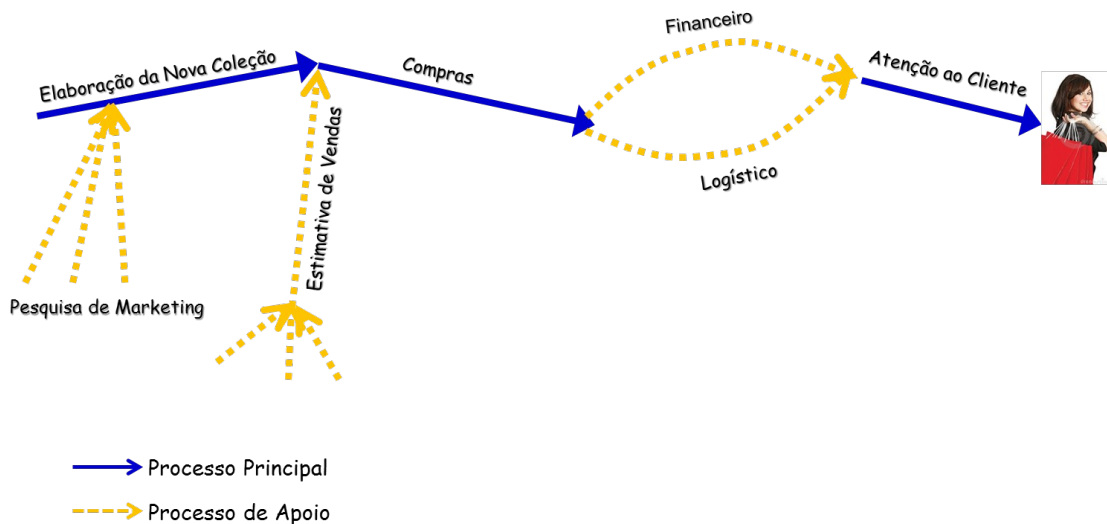 Elaboração da Nova Coleção
Compras
Financeiro
Atenção ao Cliente
Logístico
Estimativa de Vendas
Pesquisa de Marketing
Processo Principal
Processo de Apoio